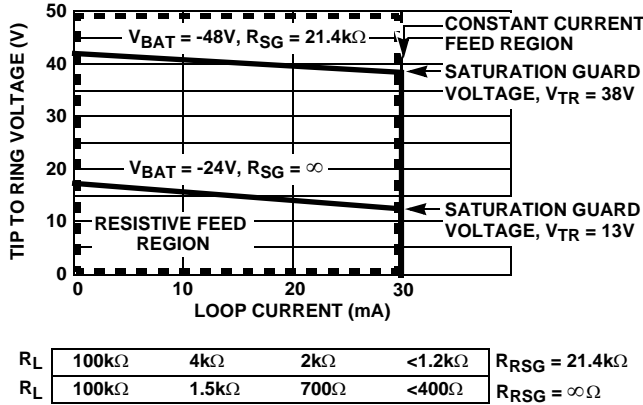 TIP TO RING VOLTAGE (V)
50
40
30
20
10
0
V_BAT = -48V, R_SG = 21.4kΩ
CONSTANT CURRENT
FEED REGION
SATURATION GUARD
VOLTAGE, V_TR = 38V
V_BAT = -24V, R_SG = ∞
RESISTIVE FEED
REGION
SATURATION GUARD
VOLTAGE, V_TR = 13V
0 10 20 30
LOOP CURRENT (mA)
R_L 100kΩ 4kΩ 2kΩ <1.2kΩ R_RSG = 21.4kΩ
R_L 100kΩ 1.5kΩ 700Ω <400Ω R_RSG = ∞Ω